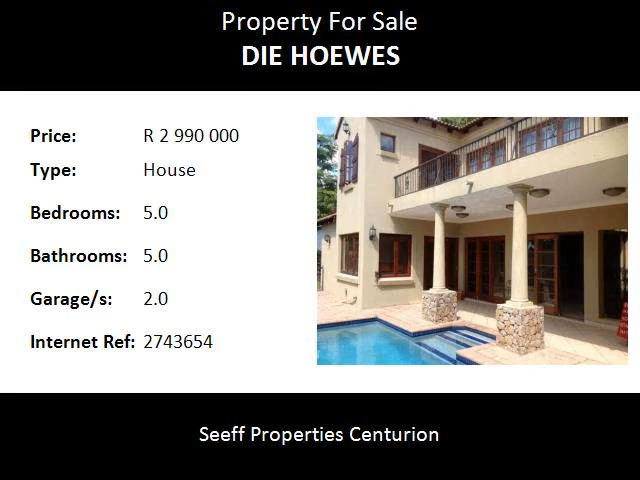 Property For Sale
DIE HOEWES
Price: R 2 990 000
Type: House
Bedrooms: 5.0
Bathrooms: 5.0
Garage/s: 2.0
Internet Ref: 2743654
Seeff Properties Centurion